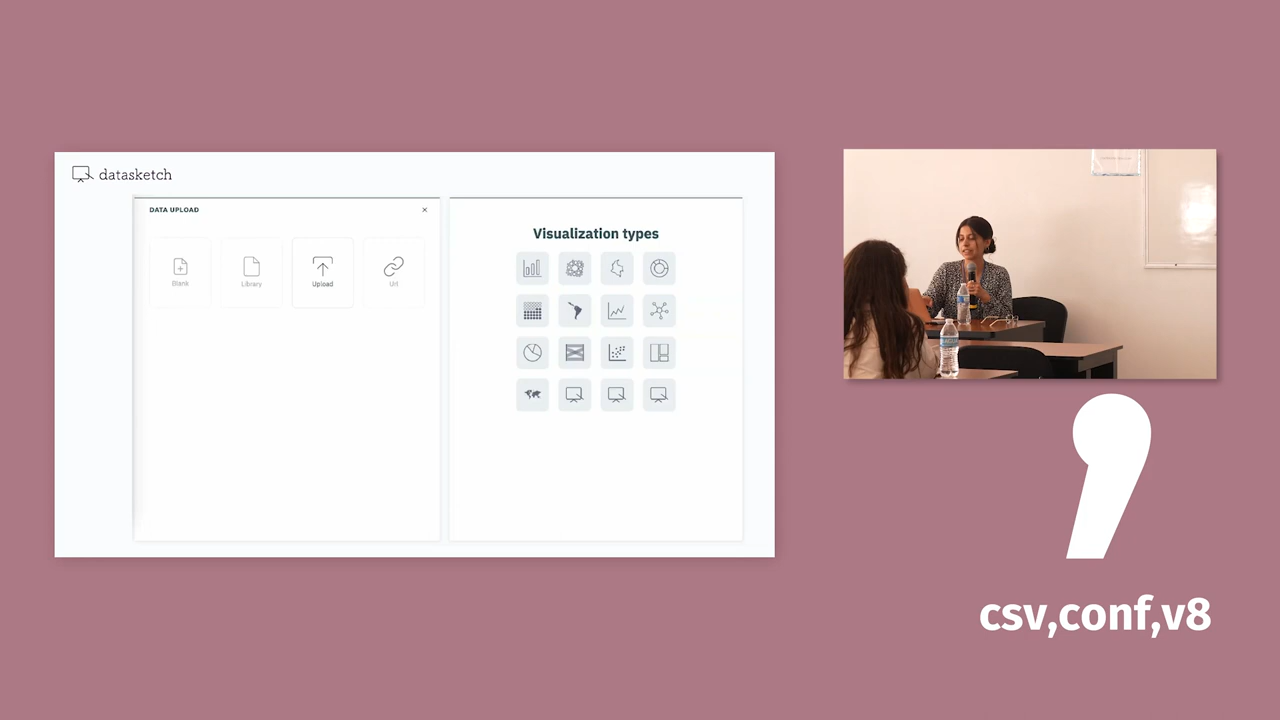 datasketch
DATA UPLOAD
Blank
Library
Upload
Url
Visualization types
csv,conf,v8